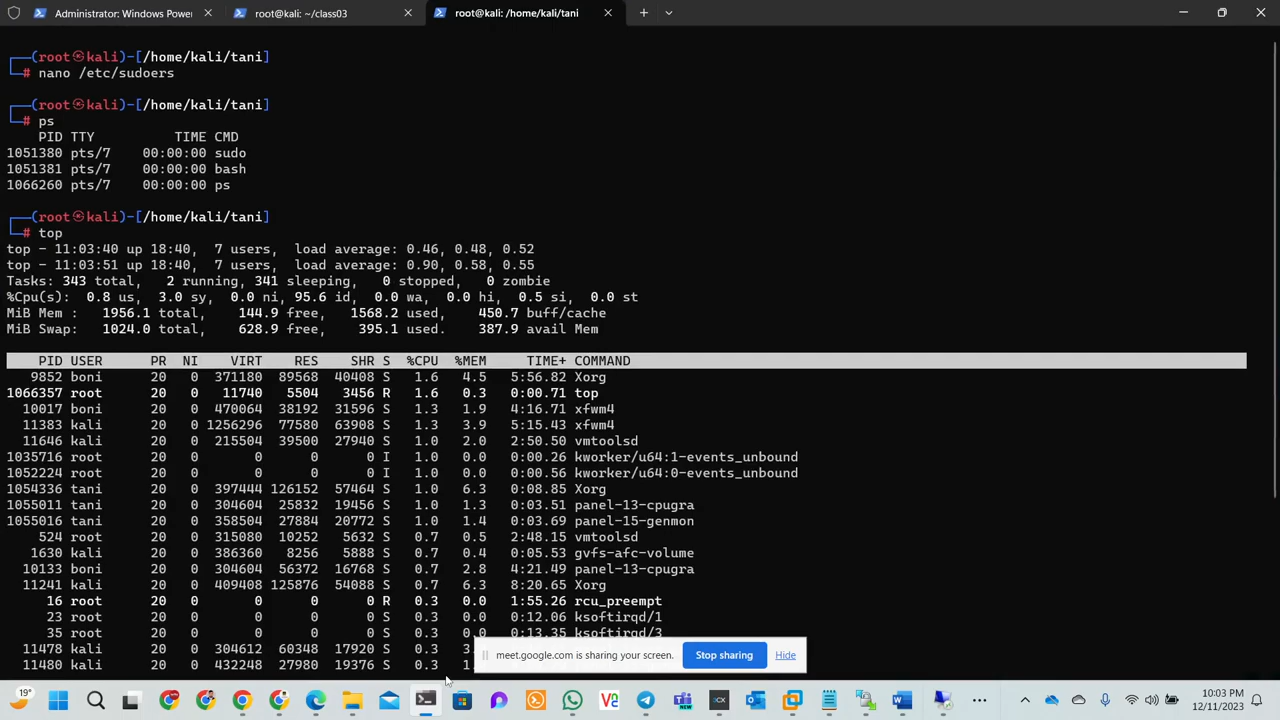 Administrator: Windows Power
root@kali: ~/class03
root@kali: /home/kali/tani
(root㉿kali)-[/home/kali/tani]
# nano /etc/sudoers
(root㉿kali)-[/home/kali/tani]
# ps
PID TTY TIME CMD
1051380 pts/7 00:00:00 sudo
1051381 pts/7 00:00:00 bash
1066260 pts/7 00:00:00 ps
(root㉿kali)-[/home/kali/tani]
# top
top - 11:03:40 up 18:40, 7 users, load average: 0.46, 0.48, 0.52
top - 11:03:51 up 18:40, 7 users, load average: 0.90, 0.58, 0.55
Tasks: 343 total, 2 running, 341 sleeping, 0 stopped, 0 zombie
%Cpu(s): 0.8 us, 3.0 sy, 0.0 ni, 95.6 id, 0.0 wa, 0.0 hi, 0.5 si, 0.0 st
MiB Mem : 1956.1 total, 144.9 free, 1568.2 used, 450.7 buff/cache
MiB Swap: 1024.0 total, 628.9 free, 395.1 used. 387.9 avail Mem
PID USER PR NI VIRT RES SHR S %CPU %MEM TIME+ COMMAND
9852 boni 20 0 371180 89568 40408 S 1.6 4.5 5:56.82 Xorg
1066357 root 20 0 11740 5504 3456 R 1.6 0.3 0:00.71 top
10017 boni 20 0 470064 38192 31596 S 1.3 1.9 4:16.71 xfwm4
11383 kali 20 0 1256296 77580 63908 S 1.3 3.9 5:15.43 xfwm4
11646 kali 20 0 215504 39500 27940 S 1.0 2.0 2:50.50 vmtoolsd
1035716 root 20 0 0 0 0 I 1.0 0.0 0:00.26 kworker/u64:1-events_unbound
1052224 root 20 0 0 0 0 I 1.0 0.0 0:00.56 kworker/u64:0-events_unbound
1054336 tani 20 0 397444 126152 57464 S 1.0 6.3 0:08.85 Xorg
1055011 tani 20 0 304604 25832 19456 S 1.0 1.3 0:03.51 panel-13-cpugra
1055016 tani 20 0 358504 27884 20772 S 1.0 1.4 0:03.69 panel-15-genmon
524 root 20 0 315080 10252 5632 S 0.7 0.5 2:48.15 vmtoolsd
1630 kali 20 0 386360 8256 5888 S 0.7 0.4 0:05.53 gvfs-afc-volume
10133 boni 20 0 304604 56372 16768 S 0.7 2.8 4:21.49 panel-13-cpugra
11241 kali 20 0 409408 125876 54088 S 0.7 6.3 8:20.65 Xorg
16 root 20 0 0 0 0 R 0.3 0.0 1:55.26 rcu_preempt
23 root 20 0 0 0 0 S 0.3 0.0 0:12.06 ksoftirqd/1
35 root 20 0 0 0 0 S 0.3 0.0 0:13.35 ksoftirqd/3
11478 kali 20 0 304612 60348 17920 S 0.3
11480 kali 20 0 432248 27980 19376 S 0.3
meet.google.com is sharing your screen.
Stop sharing
Hide
19°
10:03 PM
12/11/2023